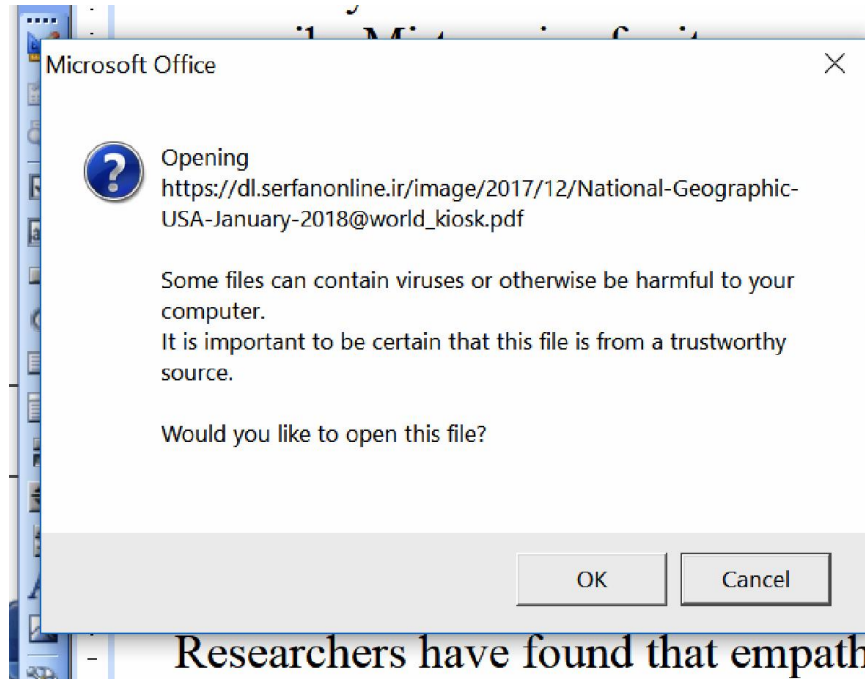 Microsoft Office
Opening
https://dl.serfanonline.ir/image/2017/12/National-Geographic-
USA-January-2018@world_kiosk.pdf
Some files can contain viruses or otherwise be harmful to your
computer.
It is important to be certain that this file is from a trustworthy
source.
Would you like to open this file?
OK Cancel
Researchers have found that empath